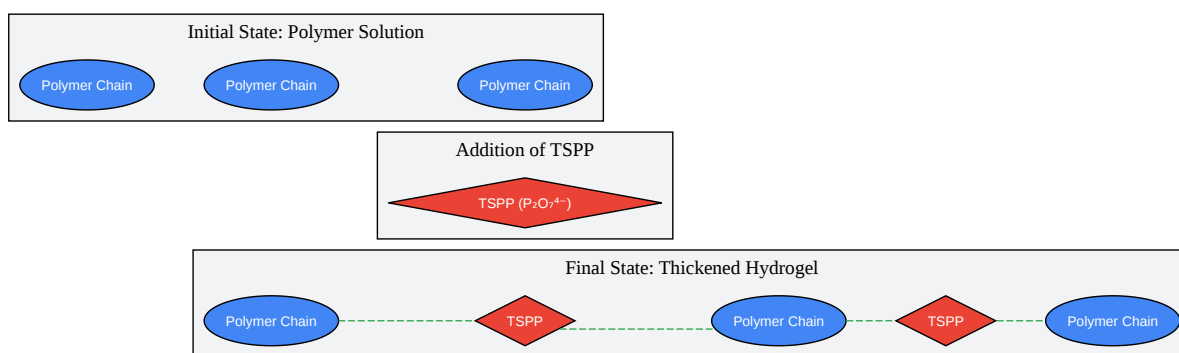 Initial State: Polymer Solution
Polymer Chain Polymer Chain Polymer Chain
Addition of TSPP
TSPP (P₂O₇⁴⁻)
Final State: Thickened Hydrogel
Polymer Chain TSPP Polymer Chain TSPP Polymer Chain